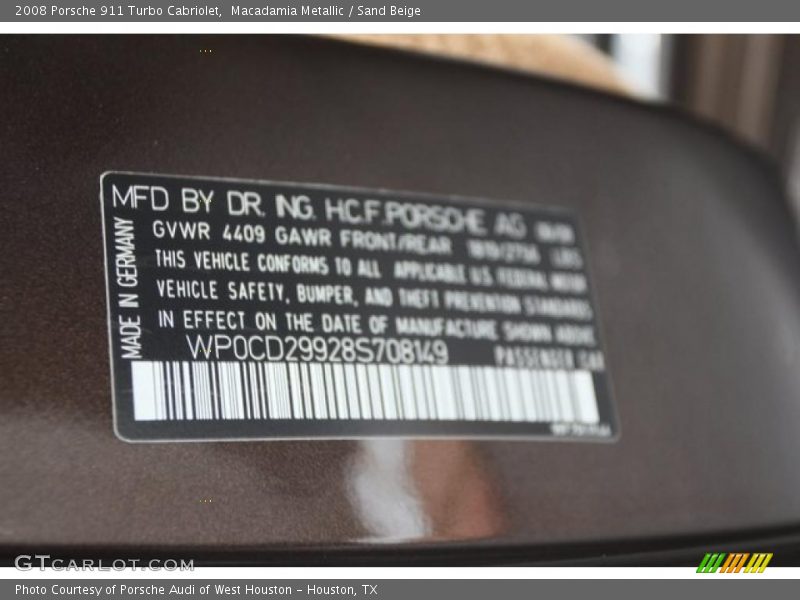 2008 Porsche 911 Turbo Cabriolet,  Macadamia Metallic / Sand Beige
MFD BY DR. ING. H.C.F. PORSCHE AG
GVWR 4409 GAWR FRONT/REAR LBS
THIS VEHICLE CONFORMS TO ALL APPLICABLE U.S. FEDERAL MOTOR
VEHICLE SAFETY, BUMPER, AND THEFT PREVENTION STANDARDS
IN EFFECT ON THE DATE OF MANUFACTURE SHOWN ABOVE
WP0CD29928S708149 PASSENGER CAR
MADE IN GERMANY
GTCARLOT.COM
Photo Courtesy of Porsche Audi of West Houston – Houston, TX